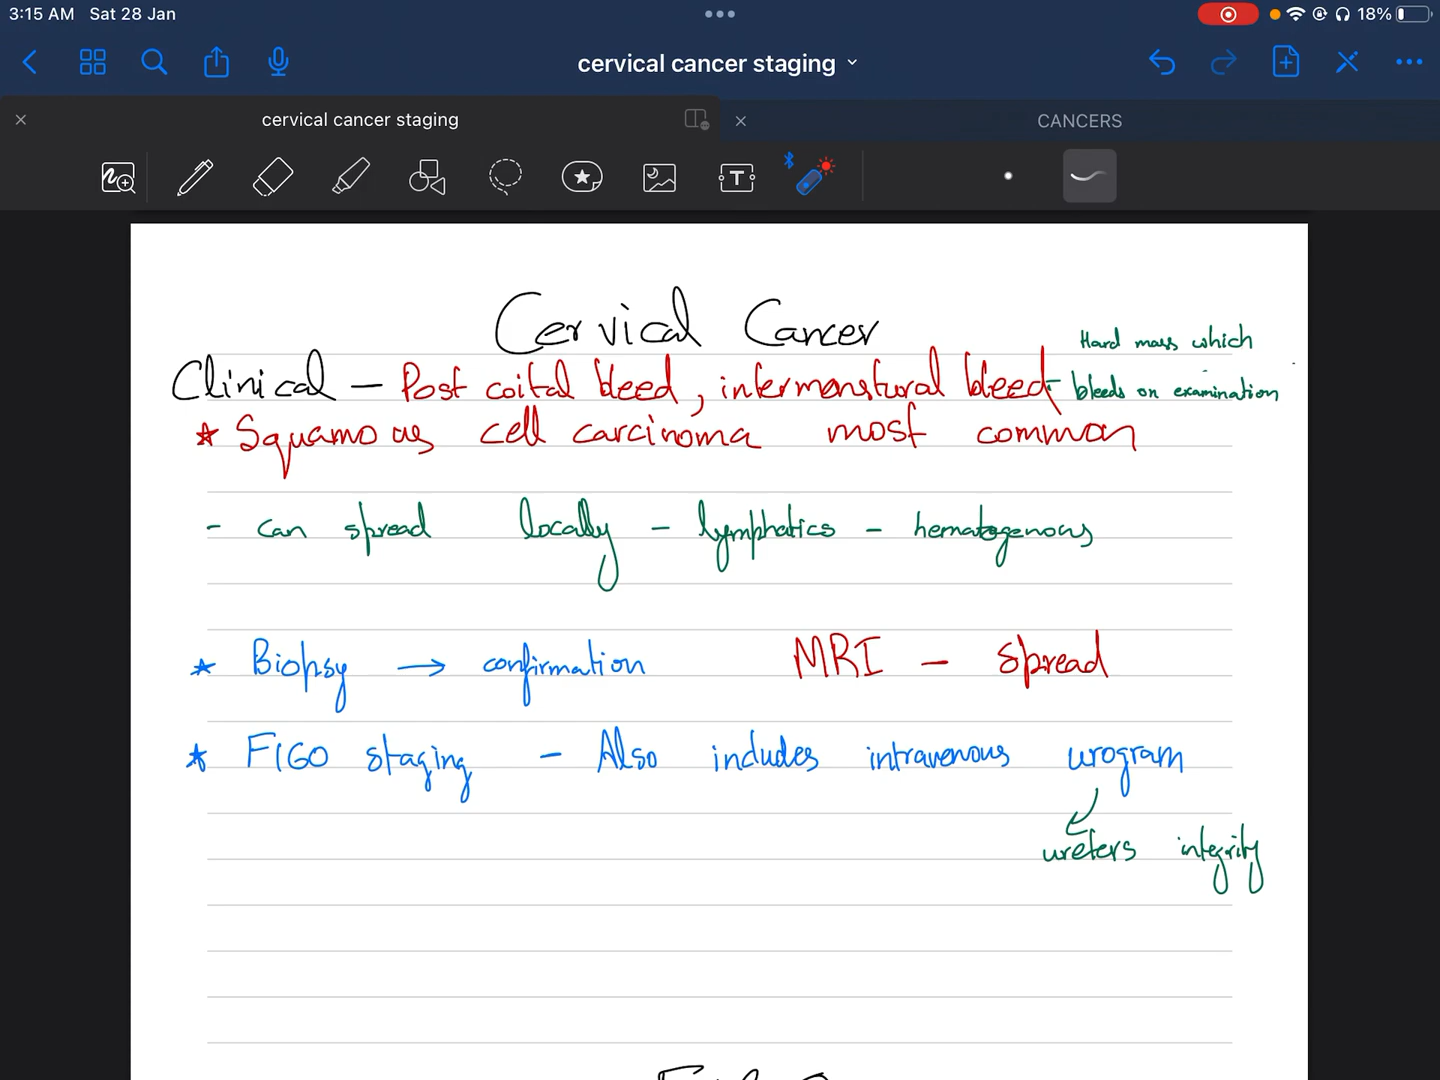 3:15 AM Sat 28 Jan
18%
cervical cancer staging
cervical cancer staging
CANCERS
Cervical Cancer
Hard mass which
Clinical – Post coital bleed, intermenstural bleed – bleeds on examination
* Squamous cell carcinoma most common
- can spread locally – lymphatics – hematogenous
* Biopsy → confirmation MRI – spread
* FIGO staging – Also includes intravenous urogram
ureters integrity